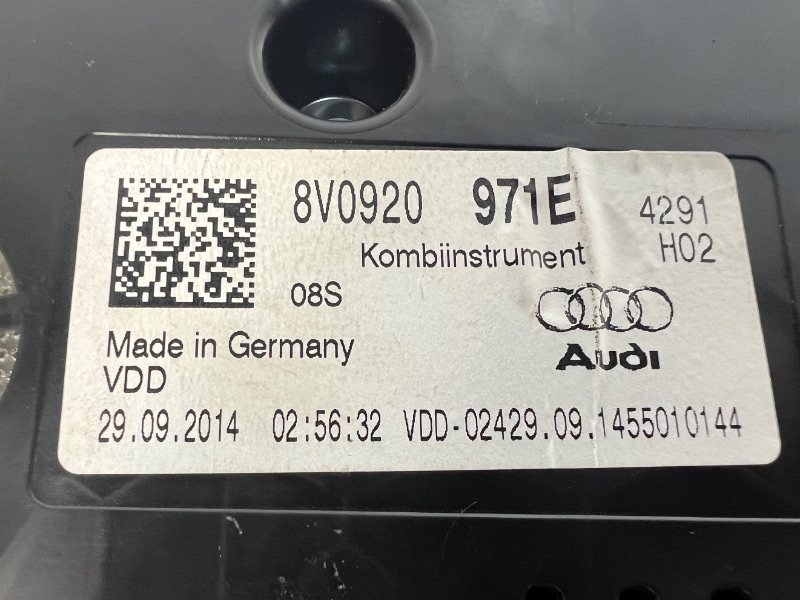 8V0920 971E 4291
Kombiinstrument H02
08S
Audi
Made in Germany
VDD
29.09.2014 02:56:32 VDD-02429.09.1455010144